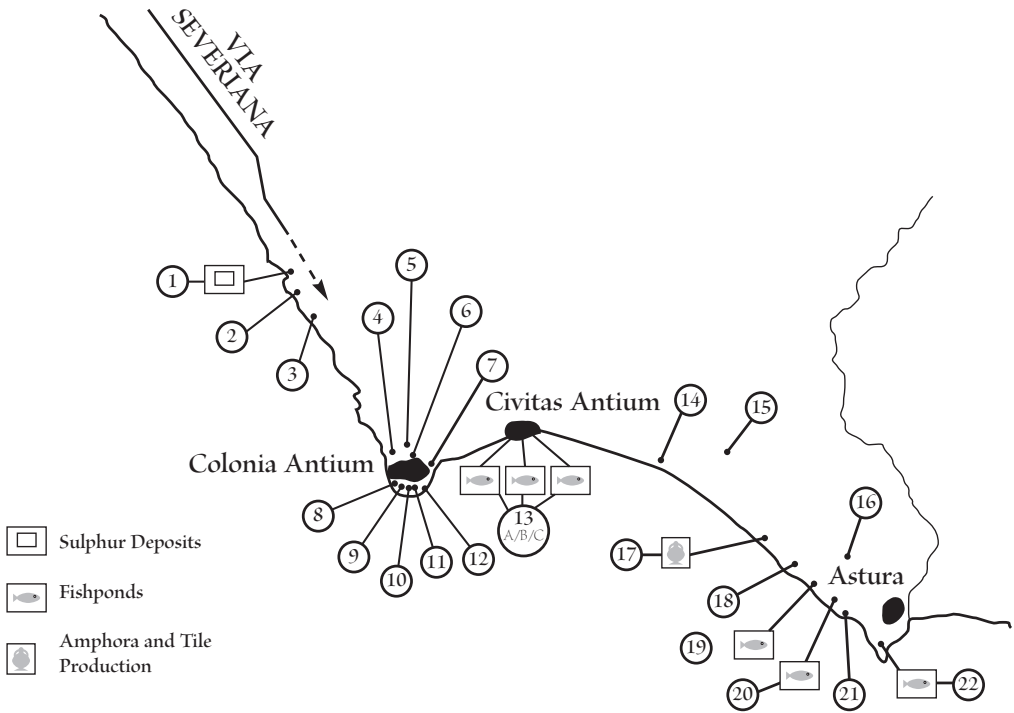 VIA
SEVERIANA
1
2
3
4
5
6
7
Civitas Antium
14
15
Colonia Antium
8
9
10
11
12
13
A/B/C
16
17
Astura
18
19
20
21
22
Sulphur Deposits
Fishponds
Amphora and Tile
Production